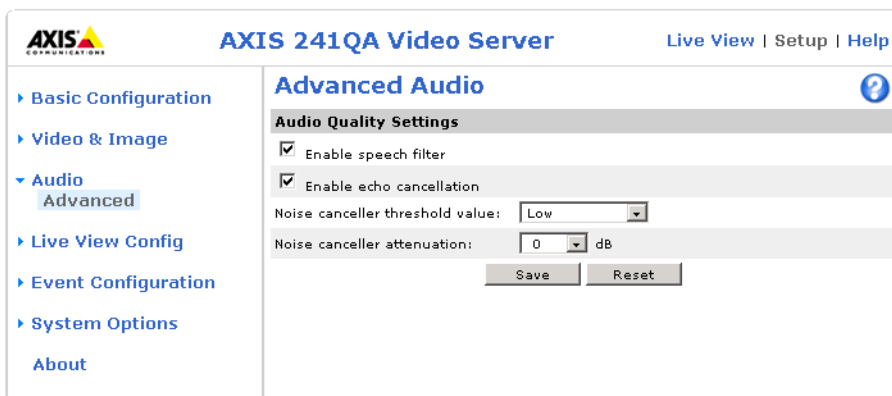 AXIS
COMMUNICATIONS
AXIS 241QA Video Server
Live View | Setup | Help
Basic Configuration
Video & Image
Audio
Advanced
Live View Config
Event Configuration
System Options
About
Advanced Audio
?
Audio Quality Settings
Enable speech filter
Enable echo cancellation
Noise canceller threshold value: Low
Noise canceller attenuation: 0 dB
Save Reset